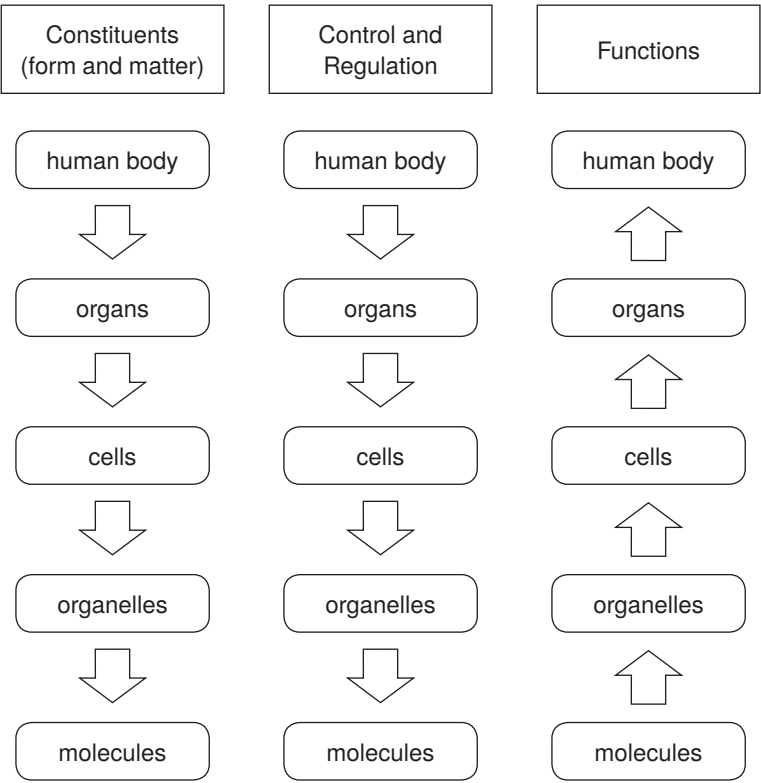 Constituents
(form and matter)
Control and
Regulation
Functions
human body
human body
human body
organs
organs
organs
cells
cells
cells
organelles
organelles
organelles
molecules
molecules
molecules